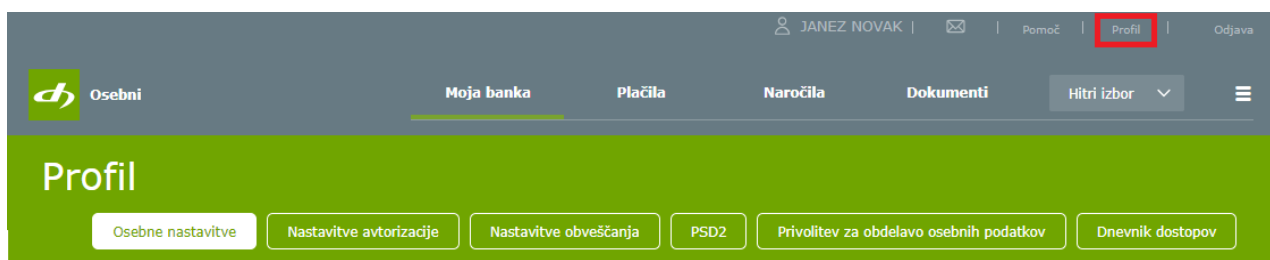 JANEZ NOVAK | | Pomoč | Profil | Odjava
Osebni Moja banka Plačila Naročila Dokumenti Hitri izbor
Profil
Osebne nastavitve Nastavitve avtorizacije Nastavitve obveščanja PSD2 Privolitev za obdelavo osebnih podatkov Dnevnik dostopov